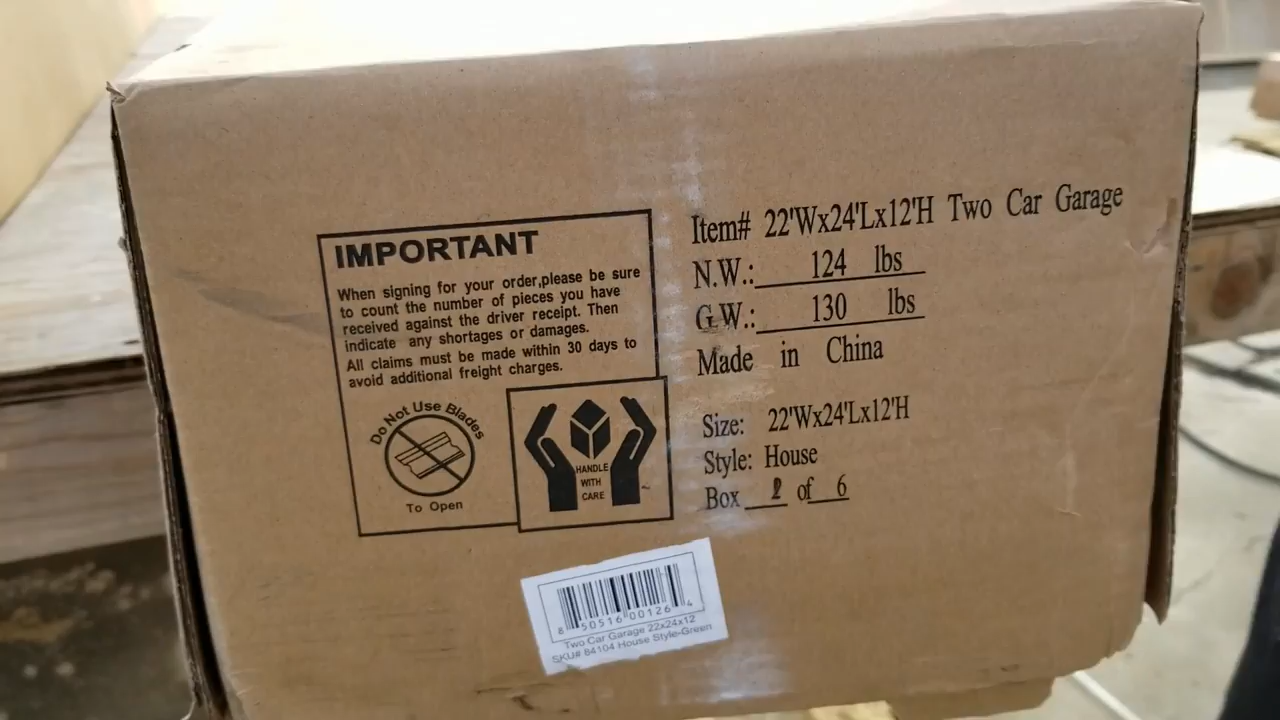 IMPORTANT
When signing for your order,please be sure
to count the number of pieces you have
received against the driver receipt. Then
indicate any shortages or damages.
All claims must be made within 30 days to
avoid additional freight charges.
Do Not Use Blades
To Open
HANDLE
WITH
CARE
Item# 22'Wx24'Lx12'H Two Car Garage
N.W.: 124 lbs
G.W.: 130 lbs
Made in China
Size: 22'Wx24'Lx12'H
Style: House
Box 2 of 6
8 50516 00126 4
Two Car Garage 22x24x12
SKU# 84104 House Style-Green